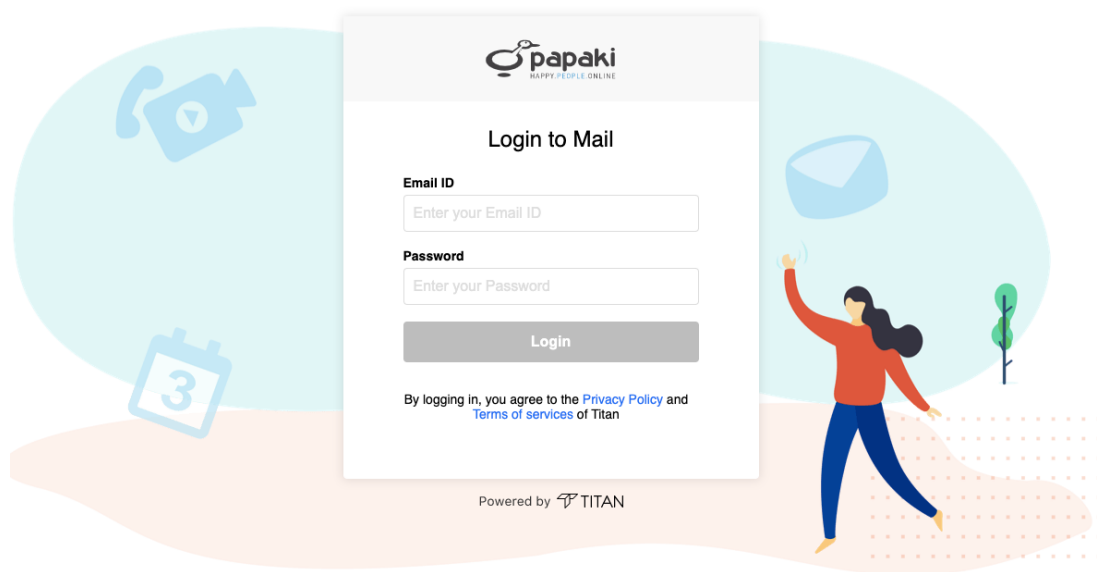 papaki
HAPPY.PEOPLE.ONLINE
Login to Mail
Email ID
Enter your Email ID
Password
Enter your Password
Login
By logging in, you agree to the Privacy Policy and
Terms of services of Titan
3
Powered by TITAN